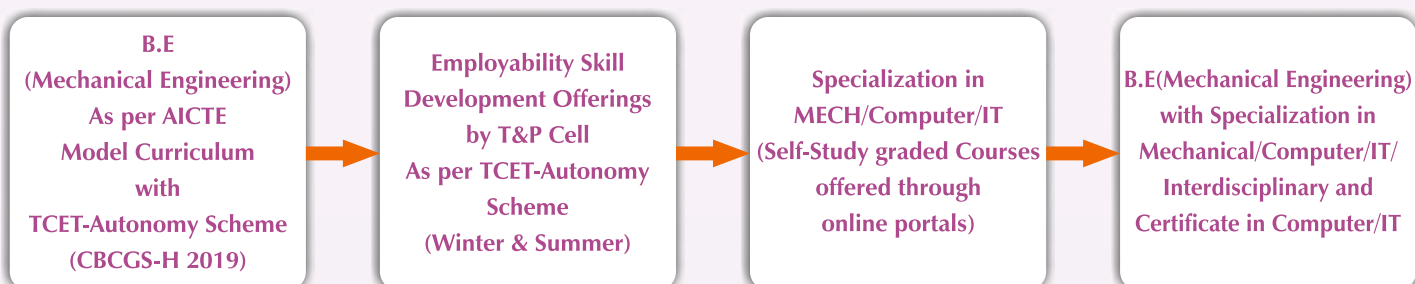 B.E
(Mechanical Engineering)
As per AICTE
Model Curriculum
with
TCET-Autonomy Scheme
(CBCGS-H 2019)
Employability Skill
Development Offerings
by T&P Cell
As per TCET-Autonomy
Scheme
(Winter & Summer)
Specialization in
MECH/Computer/IT
(Self-Study graded Courses
offered through
online portals)
B.E(Mechanical Engineering)
with Specialization in
Mechanical/Computer/IT/
Interdisciplinary and
Certificate in Computer/IT